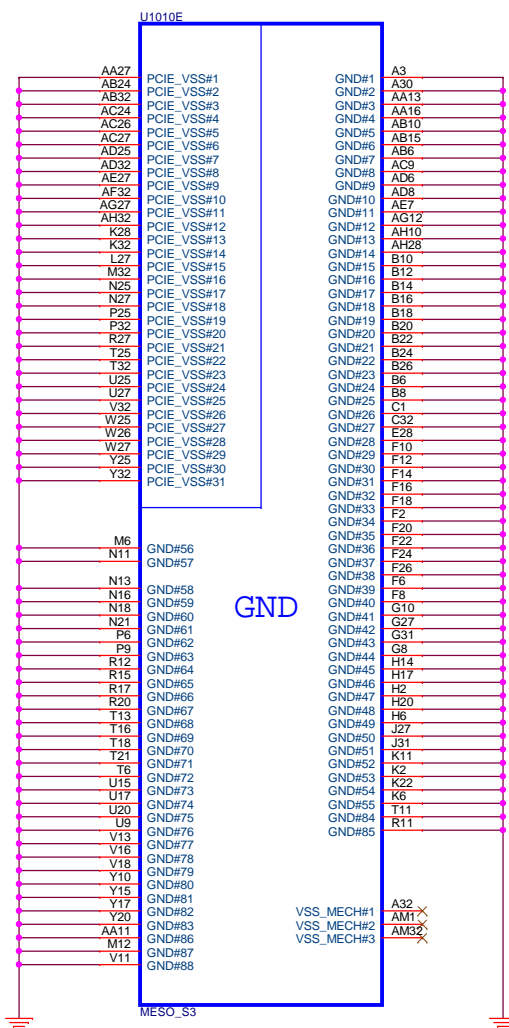 U1010E
AA27 PCIE_VSS#1 GND#1 A3
AB24 PCIE_VSS#2 GND#2 A30
AB32 PCIE_VSS#3 GND#3 AA13
AC24 PCIE_VSS#4 GND#4 AA16
AC26 PCIE_VSS#5 GND#5 AB10
AC27 PCIE_VSS#6 GND#6 AB15
AD25 PCIE_VSS#7 GND#7 AB6
AD32 PCIE_VSS#8 GND#8 AC9
AE27 PCIE_VSS#9 GND#9 AD6
AF32 PCIE_VSS#10 GND#10 AD8
AG27 PCIE_VSS#11 GND#11 AE7
AH32 PCIE_VSS#12 GND#12 AG12
K28 PCIE_VSS#13 GND#13 AH10
K32 PCIE_VSS#14 GND#14 AH28
L27 PCIE_VSS#15 GND#15 B10
M32 PCIE_VSS#16 GND#16 B12
N25 PCIE_VSS#17 GND#17 B14
N27 PCIE_VSS#18 GND#18 B16
P25 PCIE_VSS#19 GND#19 B18
P32 PCIE_VSS#20 GND#20 B20
R27 PCIE_VSS#21 GND#21 B22
T25 PCIE_VSS#22 GND#22 B24
T32 PCIE_VSS#23 GND#23 B26
U25 PCIE_VSS#24 GND#24 B6
U27 PCIE_VSS#25 GND#25 B8
V32 PCIE_VSS#26 GND#26 C1
W25 PCIE_VSS#27 GND#27 C32
W26 PCIE_VSS#28 GND#28 E28
W27 PCIE_VSS#29 GND#29 F10
Y25 PCIE_VSS#30 GND#30 F12
Y32 PCIE_VSS#31 GND#31 F14
GND#32 F16
GND#33 F18
GND#34 F2
GND#35 F20
M6 GND#56 GND#36 F22
N11 GND#57 GND#37 F24
GND#38 F26
N13 GND#58 GND#39 F6
N16 GND#59 GND#40 F8
N18 GND#60 GND#41 G10
N21 GND#61 GND#42 G27
P6 GND#62 GND#43 G31
P9 GND#63 GND#44 G8
R12 GND#64 GND#45 H14
R15 GND#65 GND#46 H17
R17 GND#66 GND#47 H2
R20 GND#67 GND#48 H20
T13 GND#68 GND#49 H6
T16 GND#69 GND#50 J27
T18 GND#70 GND#51 J31
T21 GND#71 GND#52 K11
T6 GND#72 GND#53 K2
U15 GND#73 GND#54 K22
U17 GND#74 GND#55 K6
U20 GND#75 GND#84 T11
U9 GND#76 GND#85 R11
V13 GND#77
V16 GND#78
V18 GND#79
Y10 GND#80
Y15 GND#81
Y17 GND#82 VSS_MECH#1 A32
Y20 GND#83 VSS_MECH#2 AM1
AA11 GND#86 VSS_MECH#3 AM32
M12 GND#87
V11 GND#88
GND
MESO_S3